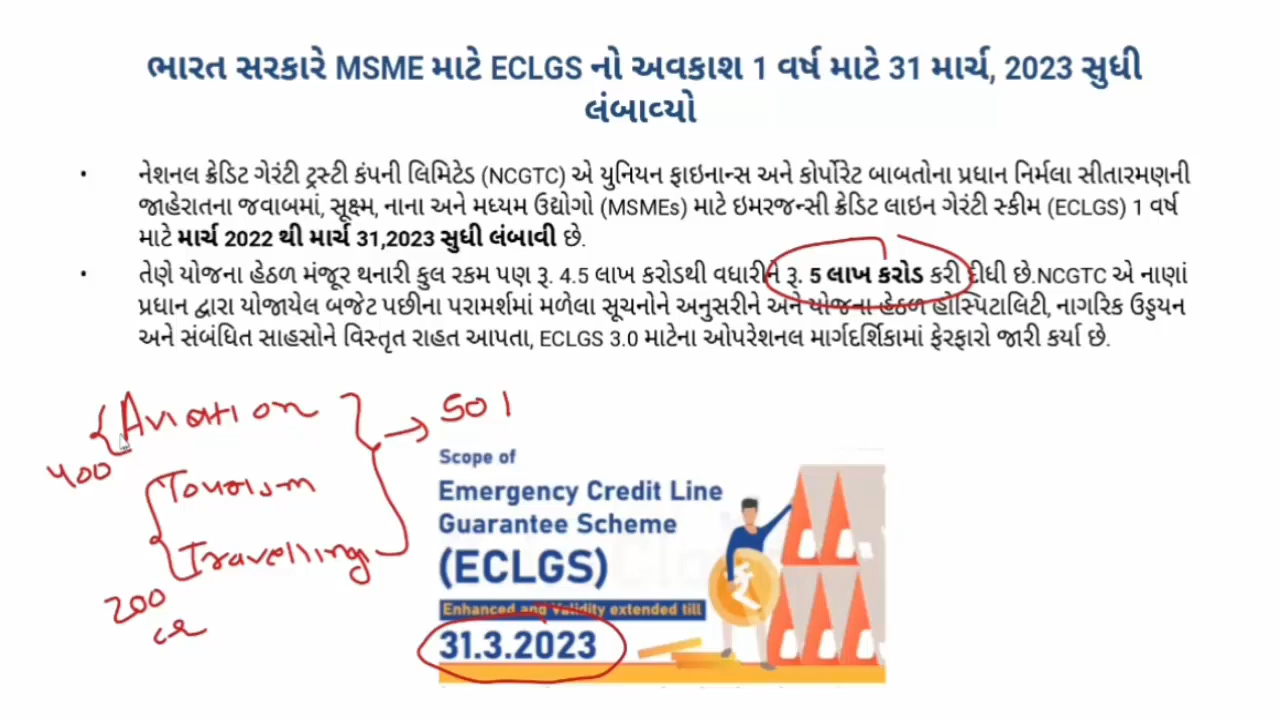 ભારત સરકારે MSME માટે ECLGS નો અવકાશ 1 વર્ષ માટે 31 માર્ચ, 2023 સુધી
લંબાવ્યો
• નેશનલ ક્રેડિટ ગેરંટી ટ્રસ્ટી કંપની લિમિટેડ (NCGTC) એ યુનિયન ફાઇનાન્સ અને કોર્પોરેટ બાબતોના પ્રધાન નિર્મલા સીતારમણની
જાહેરાતના જવાબમાં, સૂક્ષ્મ, નાના અને મધ્યમ ઉદ્યોગો (MSMEs) માટે ઇમરજન્સી ક્રેડિટ લાઇન ગેરંટી સ્કીમ (ECLGS) 1 વર્ષ
માટે માર્ચ 2022 થી માર્ચ 31,2023 સુધી લંબાવી છે.
• તેણે યોજના હેઠળ મંજૂર થનારી કુલ રકમ પણ રૂ. 4.5 લાખ કરોડથી વધારીને રૂ. 5 લાખ કરોડ કરી દીધી છે.NCGTC એ નાણાં
પ્રધાન દ્વારા યોજાયેલ બજેટ પછીના પરામર્શમાં મળેલા સૂચનોને અનુસરીને અને યોજના હેઠળ હોસ્પિટાલિટી, નાગરિક ઉડ્ડયન
અને સંબંધિત સાહસોને વિસ્તૃત રાહત આપતા, ECLGS 3.0 માટેના ઓપરેશનલ માર્ગદર્શિકામાં ફેરફારો જારી કર્યા છે.
Aviation → 501
400
Tourism
Travelling
200
cr
Scope of
Emergency Credit Line
Guarantee Scheme
(ECLGS)
Enhanced and Validity extended till
31.3.2023